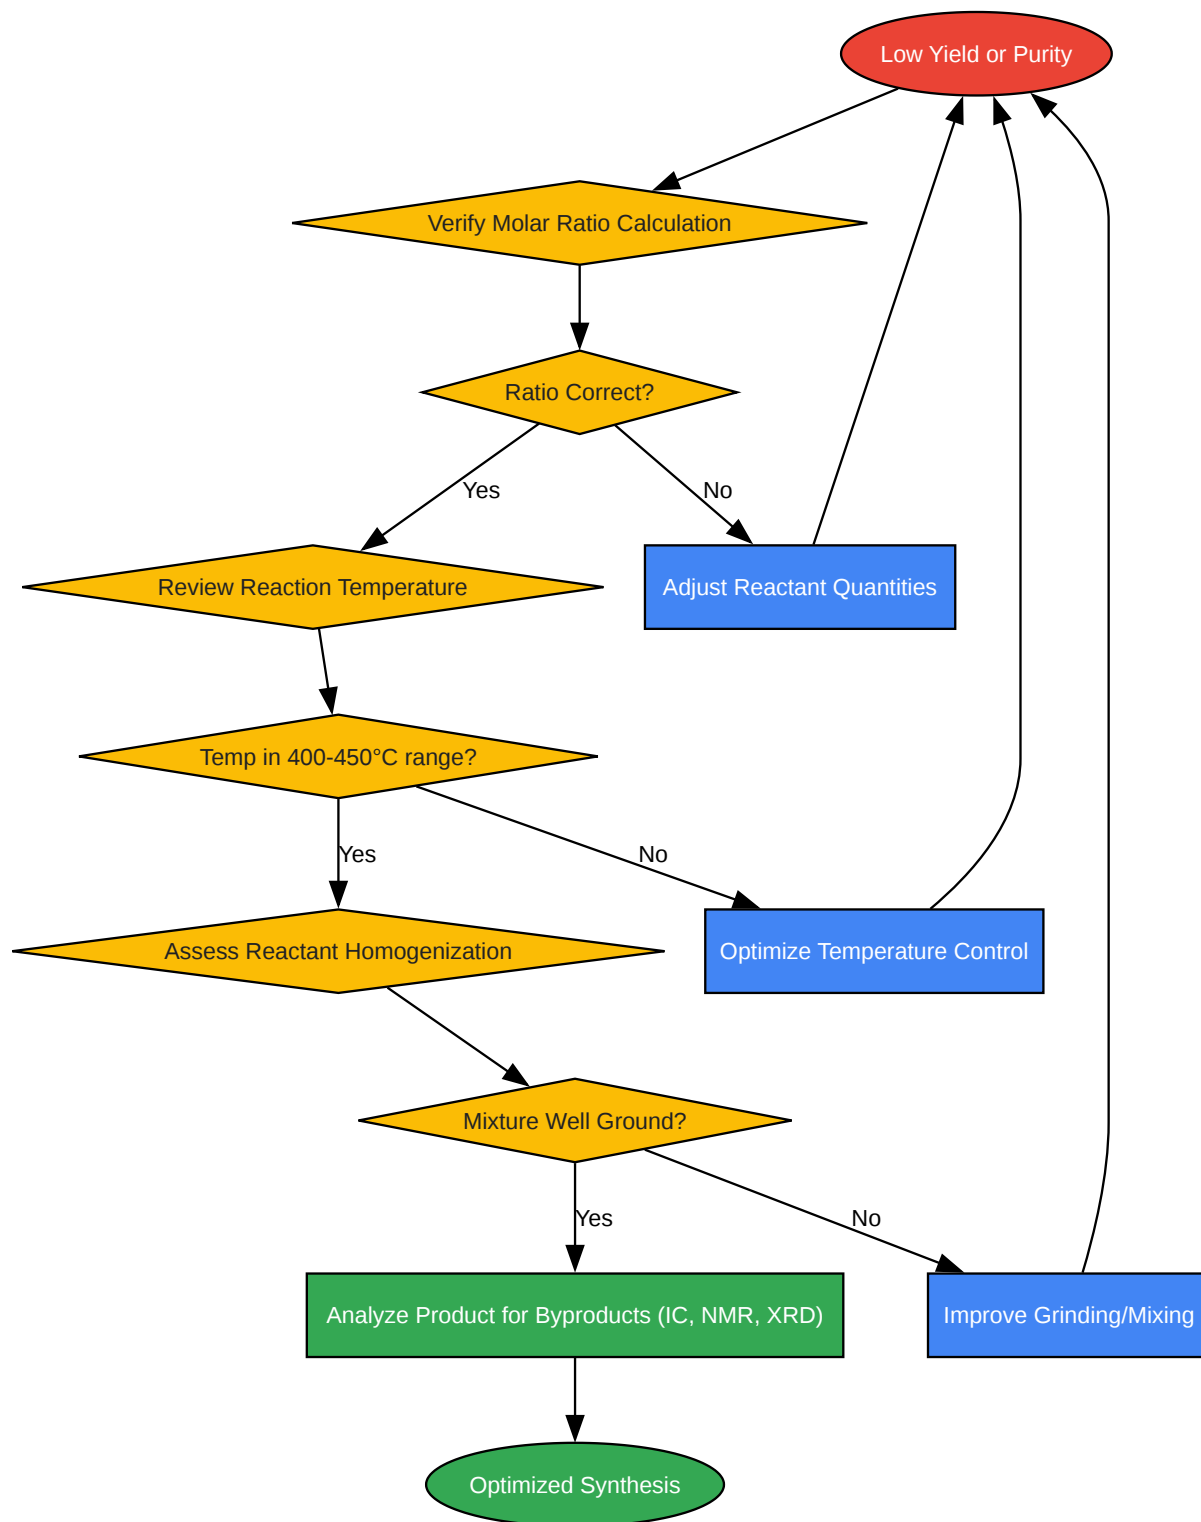 Low Yield or Purity
Verify Molar Ratio Calculation
Ratio Correct?
Yes
No
Review Reaction Temperature
Adjust Reactant Quantities
Temp in 400-450°C range?
Yes
No
Assess Reactant Homogenization
Optimize Temperature Control
Mixture Well Ground?
Yes
No
Analyze Product for Byproducts (IC, NMR, XRD)
Improve Grinding/Mixing
Optimized Synthesis